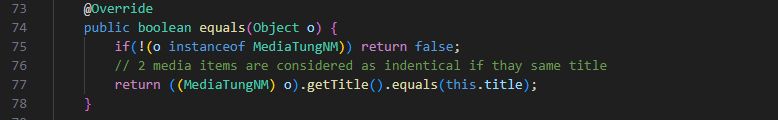 73 @Override
74 public boolean equals(Object o) {
75 if(!(o instanceof MediaTungNM)) return false;
76 // 2 media items are considered as indentical if thay same title
77 return ((MediaTungNM) o).getTitle().equals(this.title);
78 }